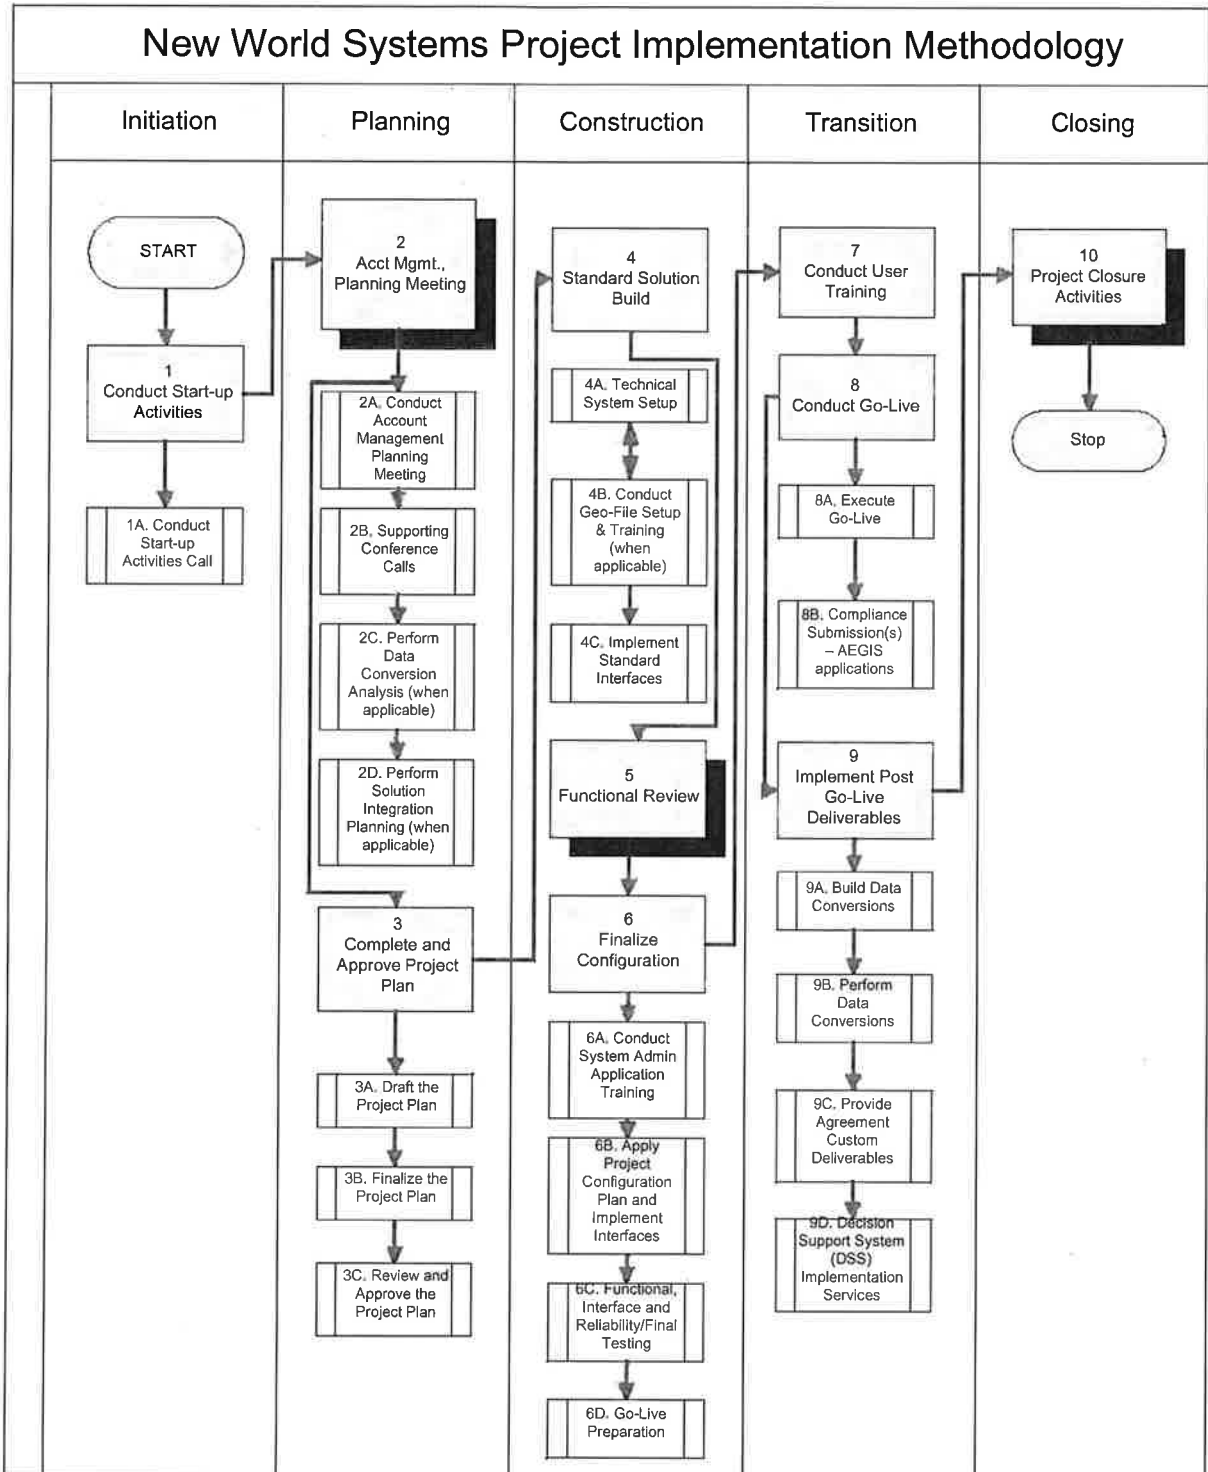 New World Systems Project Implementation Methodology
Initiation
Planning
Construction
Transition
Closing
START
1
Conduct Start-up
Activities
1A. Conduct
Start-up
Activities Call
2
Acct Mgmt.,
Planning Meeting
2A. Conduct
Account
Management
Planning
Meeting
2B. Supporting
Conference
Calls
2C. Perform
Data
Conversion
Analysis (when
applicable)
2D. Perform
Solution
Integration
Planning (when
applicable)
3
Complete and
Approve Project
Plan
3A. Draft the
Project Plan
3B. Finalize the
Project Plan
3C. Review and
Approve the
Project Plan
4
Standard Solution
Build
4A. Technical
System Setup
4B. Conduct
Geo-File Setup
& Training
(when
applicable)
4C. Implement
Standard
Interfaces
5
Functional Review
6
Finalize
Configuration
6A. Conduct
System Admin
Application
Training
6B. Apply
Project
Configuration
Plan and
Implement
Interfaces
6C. Functional,
Interface and
Reliability/Final
Testing
6D. Go-Live
Preparation
7
Conduct User
Training
8
Conduct Go-Live
8A. Execute
Go-Live
8B. Compliance
Submission(s)
– AEGIS
applications
9
Implement Post
Go-Live
Deliverables
9A. Build Data
Conversions
9B. Perform
Data
Conversions
9C. Provide
Agreement
Custom
Deliverables
9D. Decision
Support System
(DSS)
Implementation
Services
10
Project Closure
Activities
Stop